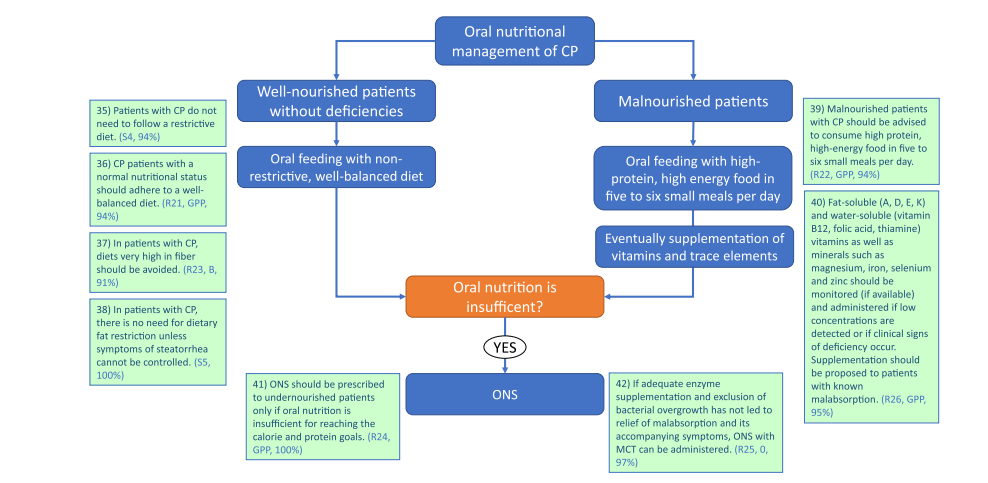 Oral nutritional
management of CP
Well-nourished patients
without deficiencies
Malnourished patients
Oral feeding with non-
restrictive, well-balanced diet
Oral feeding with high-
protein, high energy food in
five to six small meals per day
Eventually supplementation of
vitamins and trace elements
Oral nutrition is
insufficient?
YES
ONS
35) Patients with CP do not
need to follow a restrictive
diet. (S4, 94%)
36) CP patients with a
normal nutritional status
should adhere to a well-
balanced diet. (R21, GPP,
94%)
37) In patients with CP,
diets very high in fiber
should be avoided. (R23, B,
91%)
38) In patients with CP,
there is no need for dietary
fat restriction unless
symptoms of steatorrhea
cannot be controlled. (S5,
100%)
39) Malnourished patients
with CP should be advised
to consume high protein,
high-energy food in five to
six small meals per day.
(R22, GPP, 94%)
40) Fat-soluble (A, D, E, K)
and water-soluble (vitamin
B12, folic acid, thiamine)
vitamins as well as
minerals such as
magnesium, iron, selenium
and zinc should be
monitored (if available)
and administered if low
concentrations are
detected or if clinical signs
of deficiency occur.
Supplementation should
be proposed to patients
with known
malabsorption. (R26, GPP,
95%)
41) ONS should be prescribed
to undernourished patients
only if oral nutrition is
insufficient for reaching the
calorie and protein goals. (R24,
GPP, 100%)
42) If adequate enzyme
supplementation and exclusion of
bacterial overgrowth has not led to
relief of malabsorption and its
accompanying symptoms, ONS with
MCT can be administered. (R25, 0,
97%)